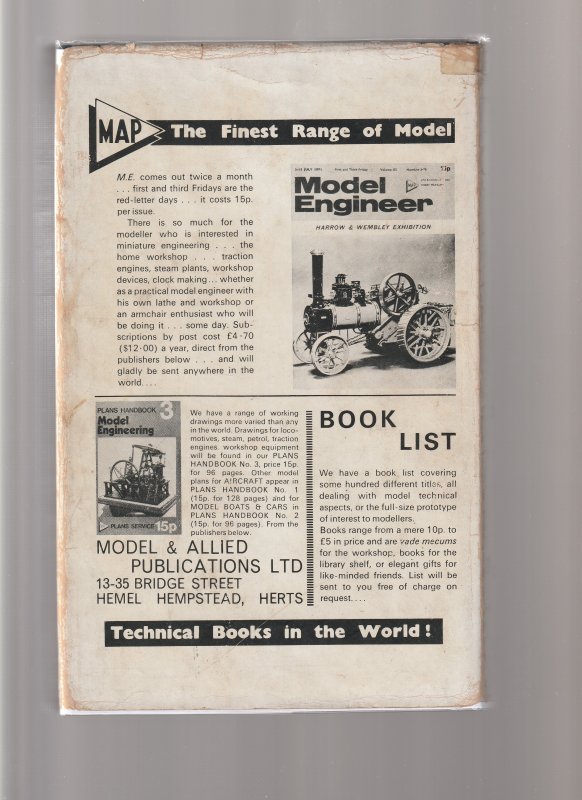 MAP The Finest Range of Model
M.E. comes out twice a month
. . . first and third Fridays are the
red-letter days . . . it costs 15p.
per issue.
There is so much for the
modeller who is interested in
miniature engineering . . . the
home workshop . . . traction
engines, steam plants, workshop
devices, clock making . . . whether
as a practical model engineer with
his own lathe and workshop or
an armchair enthusiast who will
be doing it . . . some day. Sub-
scriptions by post cost £4·70
($12·00) a year, direct from the
publishers below . . . and will
gladly be sent anywhere in the
world. . . .
15p
Model
Engineer
HARROW & WEMBLEY EXHIBITION
PLANS HANDBOOK 3
Model
Engineering
PLANS SERVICE 15p
We have a range of working
drawings more varied than any
in the world. Drawings for loco-
motives, steam, petrol, traction
engines. workshop equipment
will be found in our PLANS
HANDBOOK No. 3, price 15p.
for 96 pages. Other model
plans for AIRCRAFT appear in
PLANS HANDBOOK No. 1
(15p. for 128 pages) and for
MODEL BOATS & CARS in
PLANS HANDBOOK No. 2
(15p. for 96 pages). From the
publishers below.
MODEL & ALLIED
PUBLICATIONS LTD
13-35 BRIDGE STREET
HEMEL HEMPSTEAD, HERTS
BOOK
LIST
We have a book list covering
some hundred different titles, all
dealing with model technical
aspects, or the full-size prototype
of interest to modellers.
Books range from a mere 10p. to
£5 in price and are vade mecums
for the workshop, books for the
library shelf, or elegant gifts for
like-minded friends. List will be
sent to you free of charge on
request. . . .
Technical Books in the World!